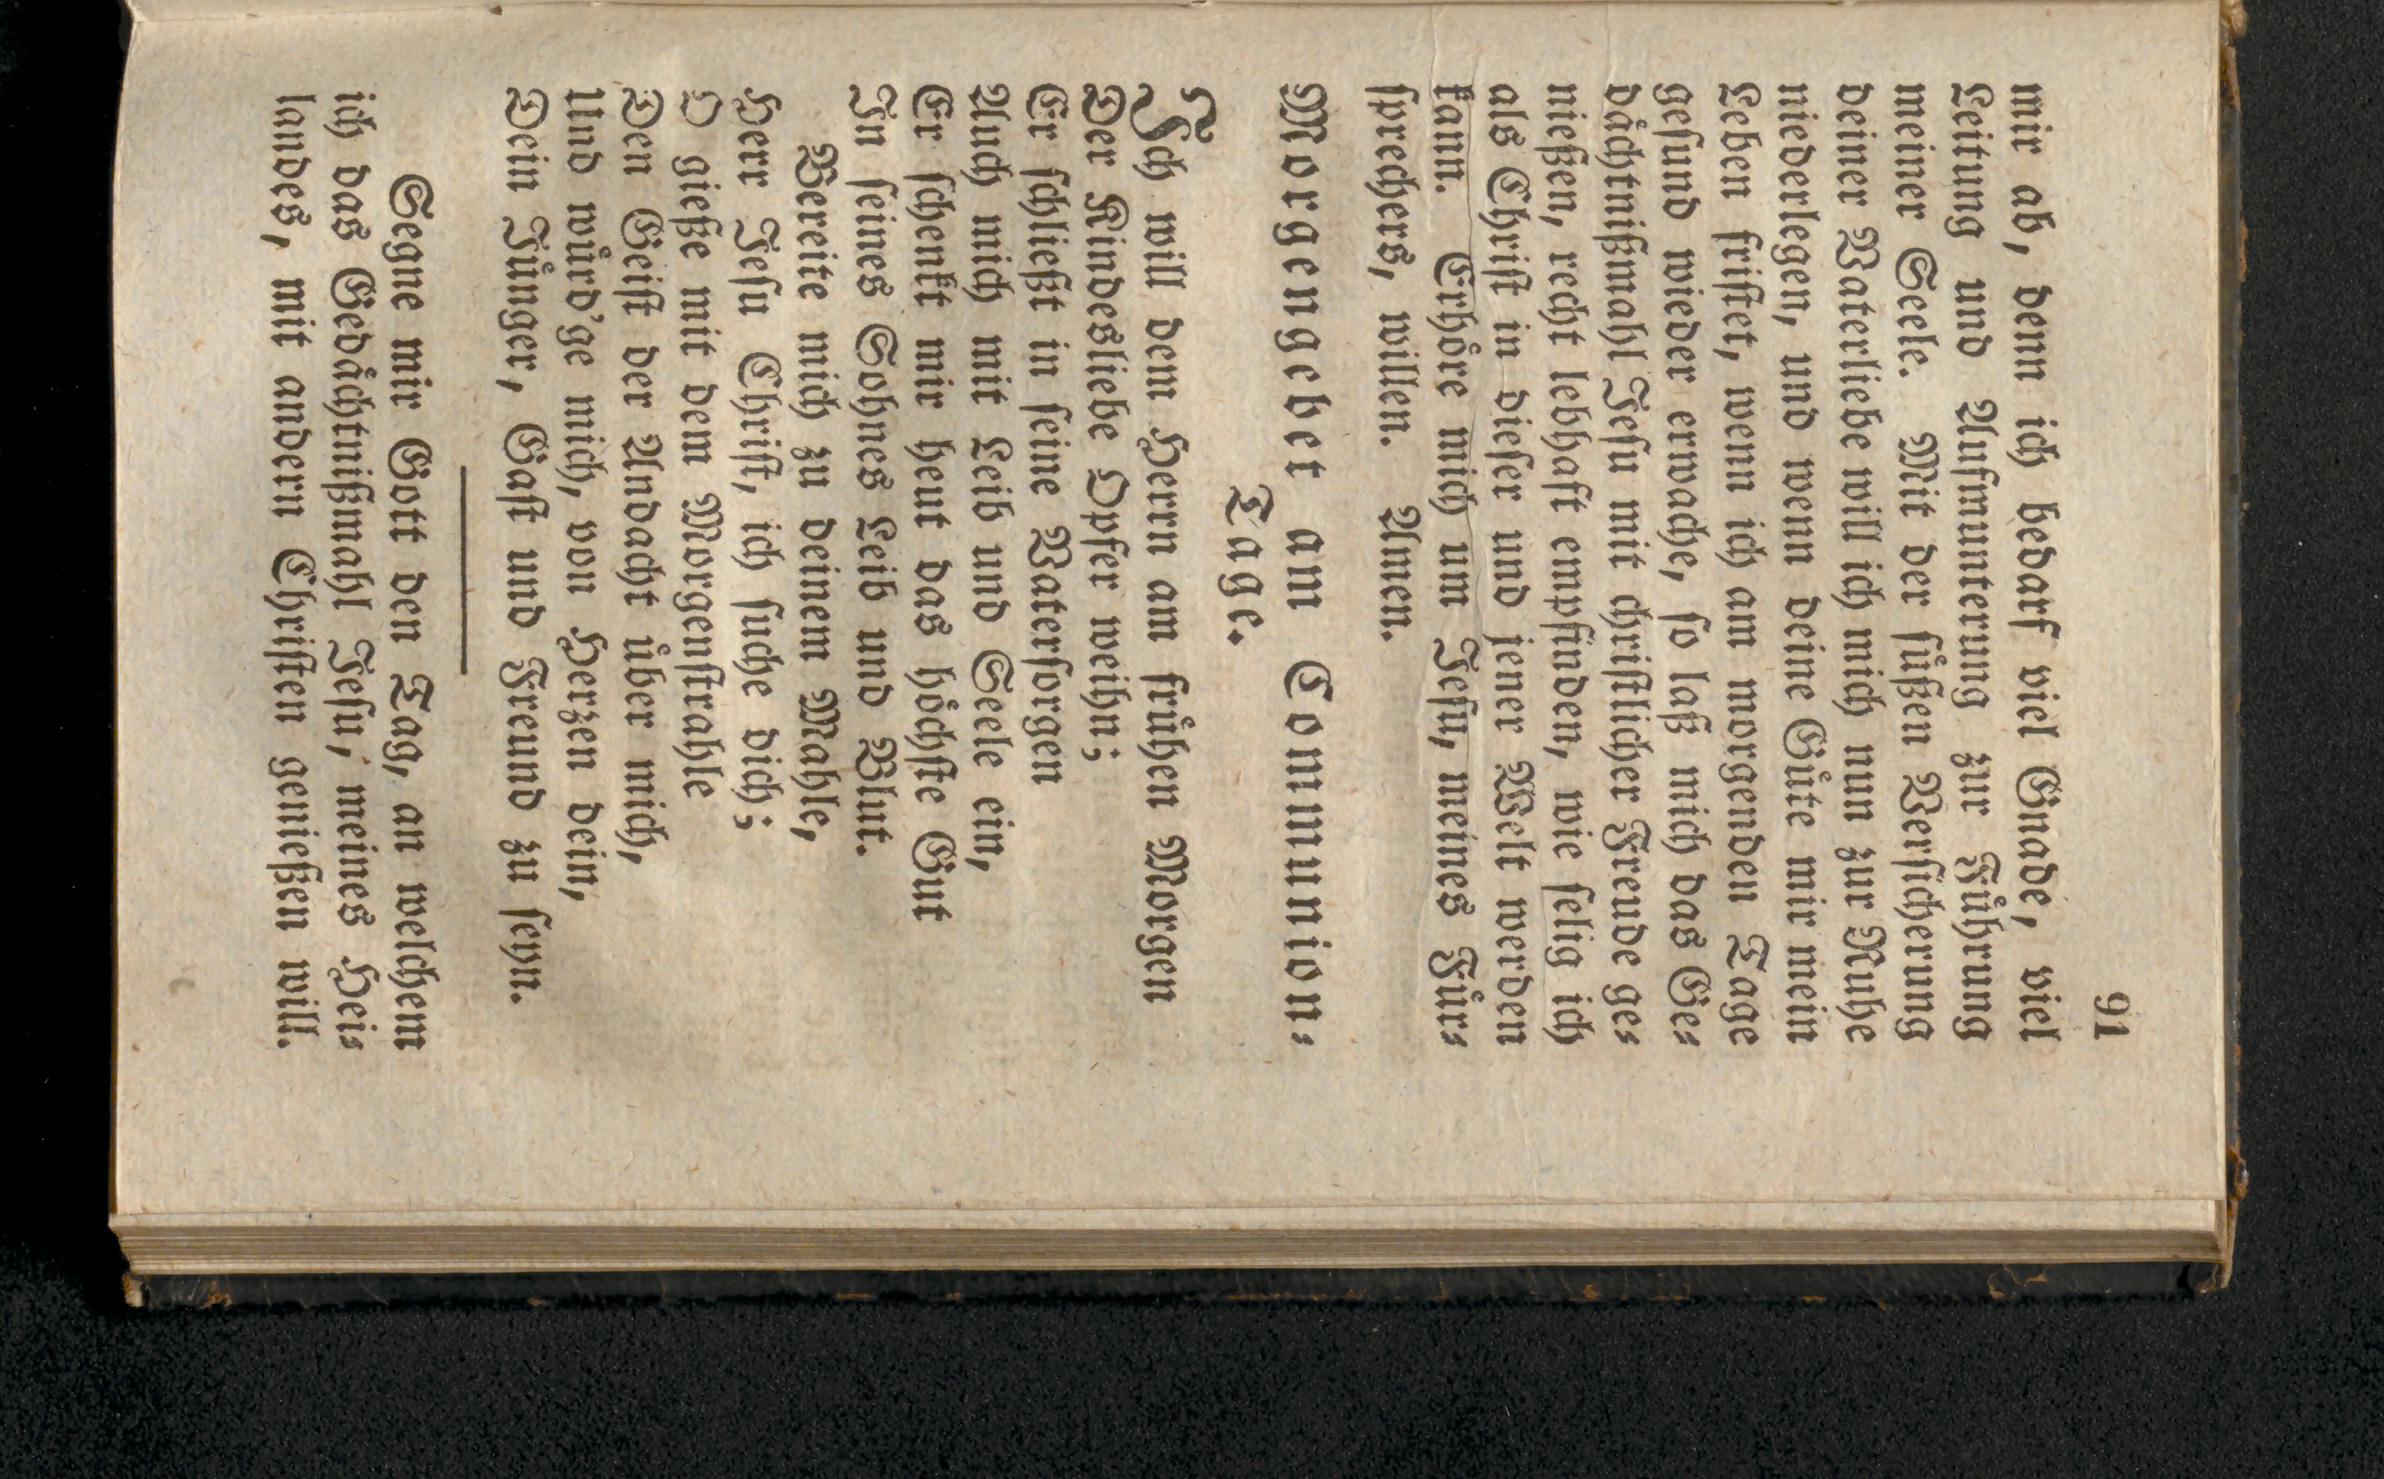 91
mir ab, denn ich bedarf viel Gnade, viel
Leitung und Aufmunterung zur Führung
meiner Seele. Mit der süßen Versicherung
deiner Vaterliebe will ich mich nun zur Ruhe
niederlegen, und wenn deine Güte mir mein
Leben fristet, wenn ich am morgenden Tage
gesund wieder erwache, so laß mich das Ge-
dächtnißmahl Jesu mit christlicher Freude ge-
nießen, recht lebhaft empfinden, wie selig ich
als Christ in dieser und jener Welt werden
kann. Erhöre mich um Jesu, meines Für-
sprechers, willen. Amen.
Morgengebet am Communion-
Tage.
Ich will dem Herrn am frühen Morgen
Der Kindesliebe Opfer weihn;
Er schließt in seine Vatersorgen
Auch mich mit Leib und Seele ein,
Er schenkt mir heut das höchste Gut
In seines Sohnes Leib und Blut.
Bereite mich zu deinem Mahle,
Herr Jesu Christ, ich suche dich;
O gieße mit dem Morgenstrahle
Den Geist der Andacht über mich,
Und würd'ge mich, von Herzen dein,
Dein Jünger, Gast und Freund zu seyn.
Segne mir Gott den Tag, an welchem
ich das Gedächtnißmahl Jesu, meines Hei-
landes, mit andern Christen genießen will.